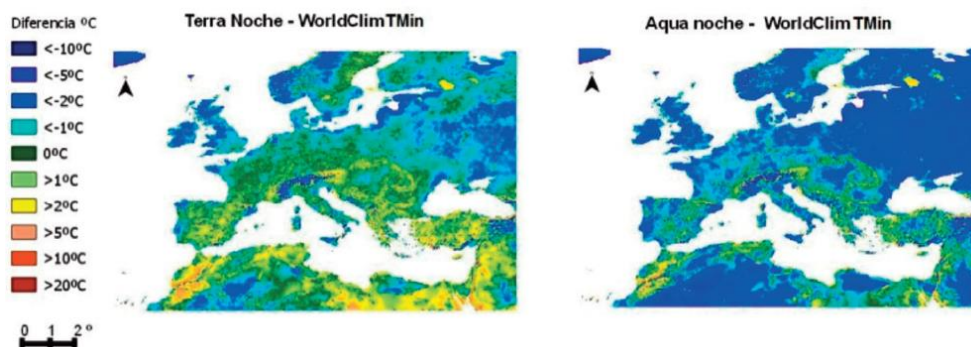 Diferencia ºC
<-10ºC
<-5ºC
<-2ºC
<-1ºC
0ºC
>1ºC
>2ºC
>5ºC
>10ºC
>20ºC
0 1 2 º
Terra Noche - WorldClimTMin
Aqua noche - WorldClimTMin